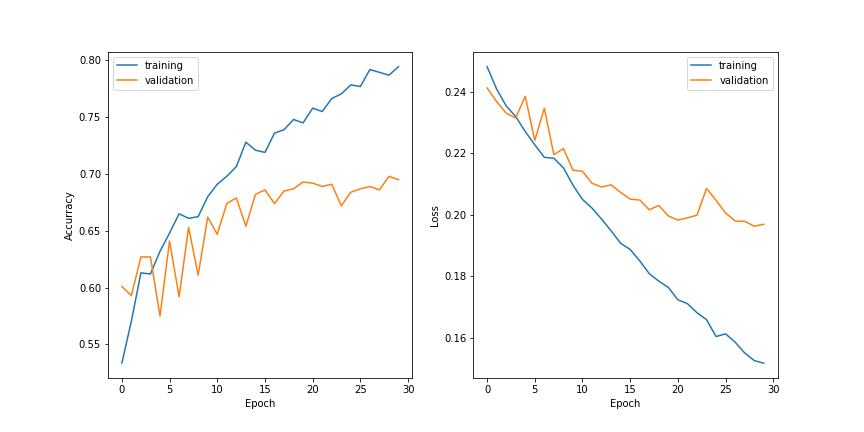 training
validation
0.80
0.75
0.70
0.65
0.60
0.55
Accurracy
0 5 10 15 20 25 30
Epoch
training
validation
0.24
0.22
0.20
0.18
0.16
Loss
0 5 10 15 20 25 30
Epoch